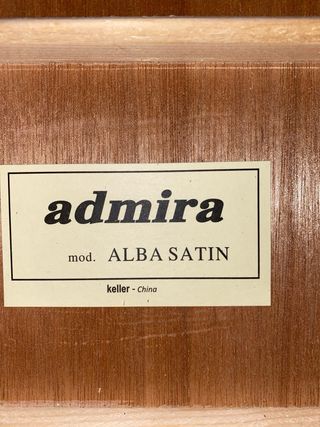 admira
mod. ALBA SATIN
keller - China